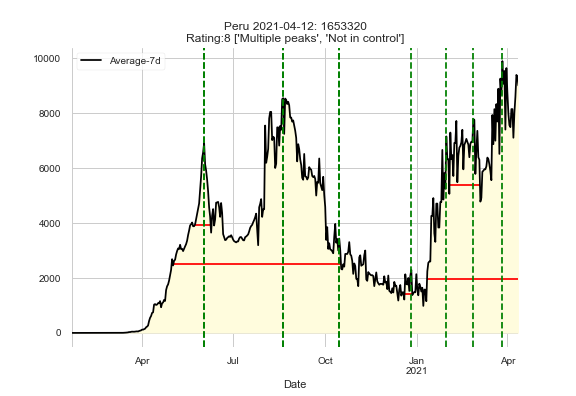 Peru 2021-04-12: 1653320
Rating:8 ['Multiple peaks', 'Not in control']
Average-7d
10000
8000
6000
4000
2000
0
Apr
Jul
Oct
Jan
2021
Apr
Date